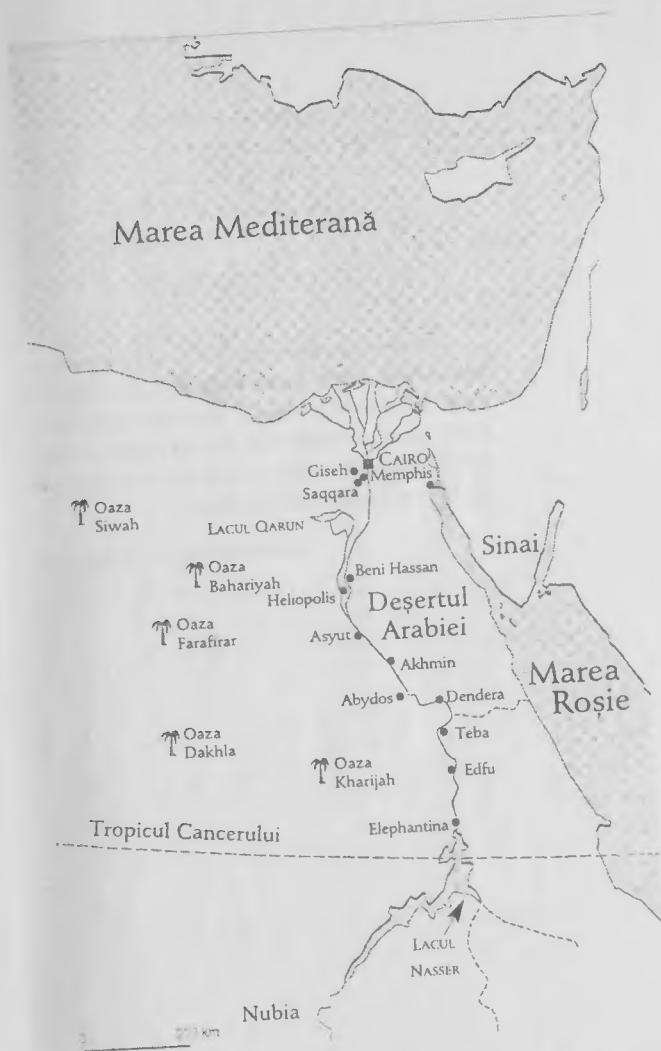 Marea Mediterană
CAIRO
Giseh
Memphis
Saqqara
Oaza
Siwah
LACUL QARUN
Sinai
Oaza
Bahariyah
Beni Hassan
Heliopolis
Deșertul
Arabiei
Oaza
Farafirar
Asyut
Akhmin
Marea
Roșie
Abydos
Dendera
Oaza
Dakhla
Teba
Oaza
Kharijah
Edfu
Elephantina
Tropicul Cancerului
LACUL
NASSER
Nubia
km